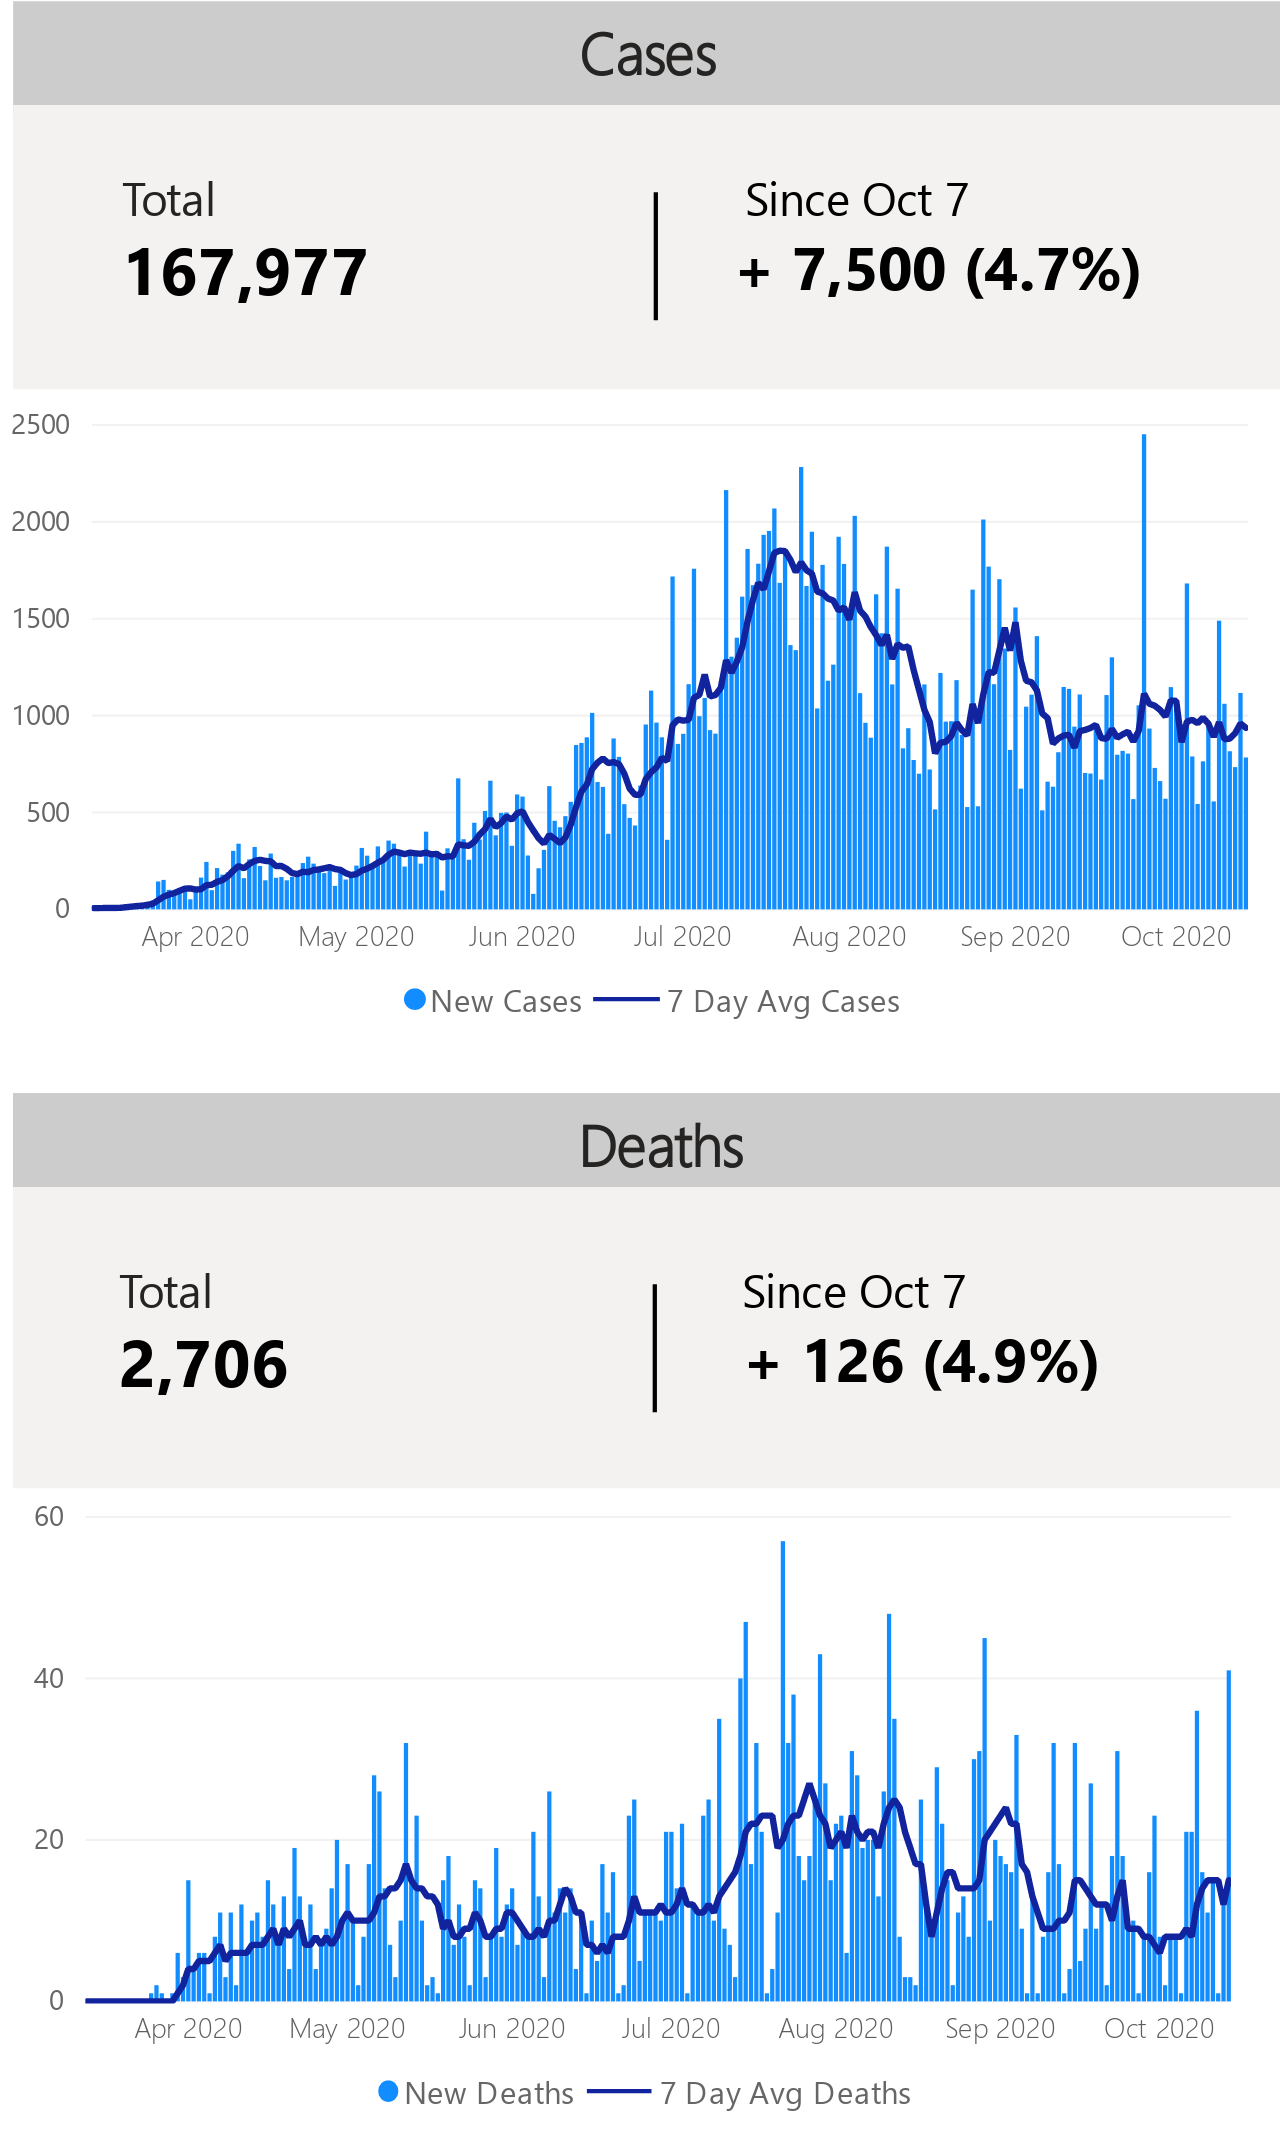 Cases
Total
Since Oct 7
167,977
+ 7,500 (4.7%)
2500
2000
1500
1000
500
0
Apr 2020 May 2020 Jun 2020 Jul 2020 Aug 2020 Sep 2020 Oct 2020
New Cases 7 Day Avg Cases
Deaths
Total
Since Oct 7
2,706
+ 126 (4.9%)
60
40
20
0
Apr 2020 May 2020 Jun 2020 Jul 2020 Aug 2020 Sep 2020 Oct 2020
New Deaths 7 Day Avg Deaths